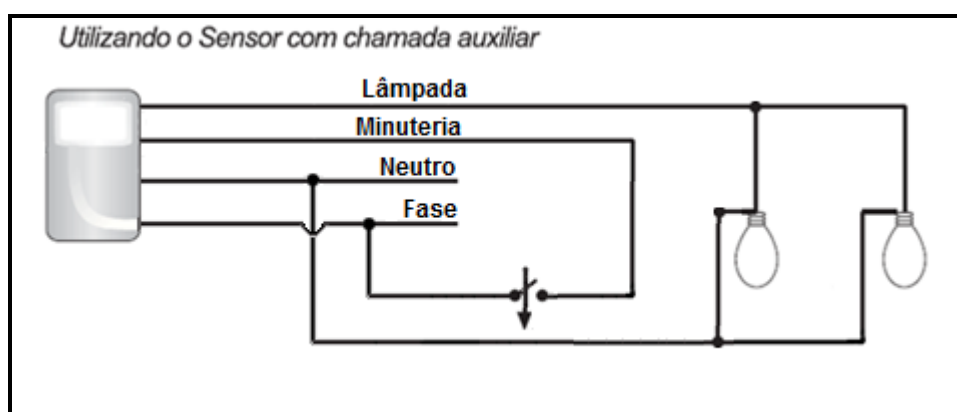 Utilizando o Sensor com chamada auxiliar
Lâmpada
Minuteria
Neutro
Fase